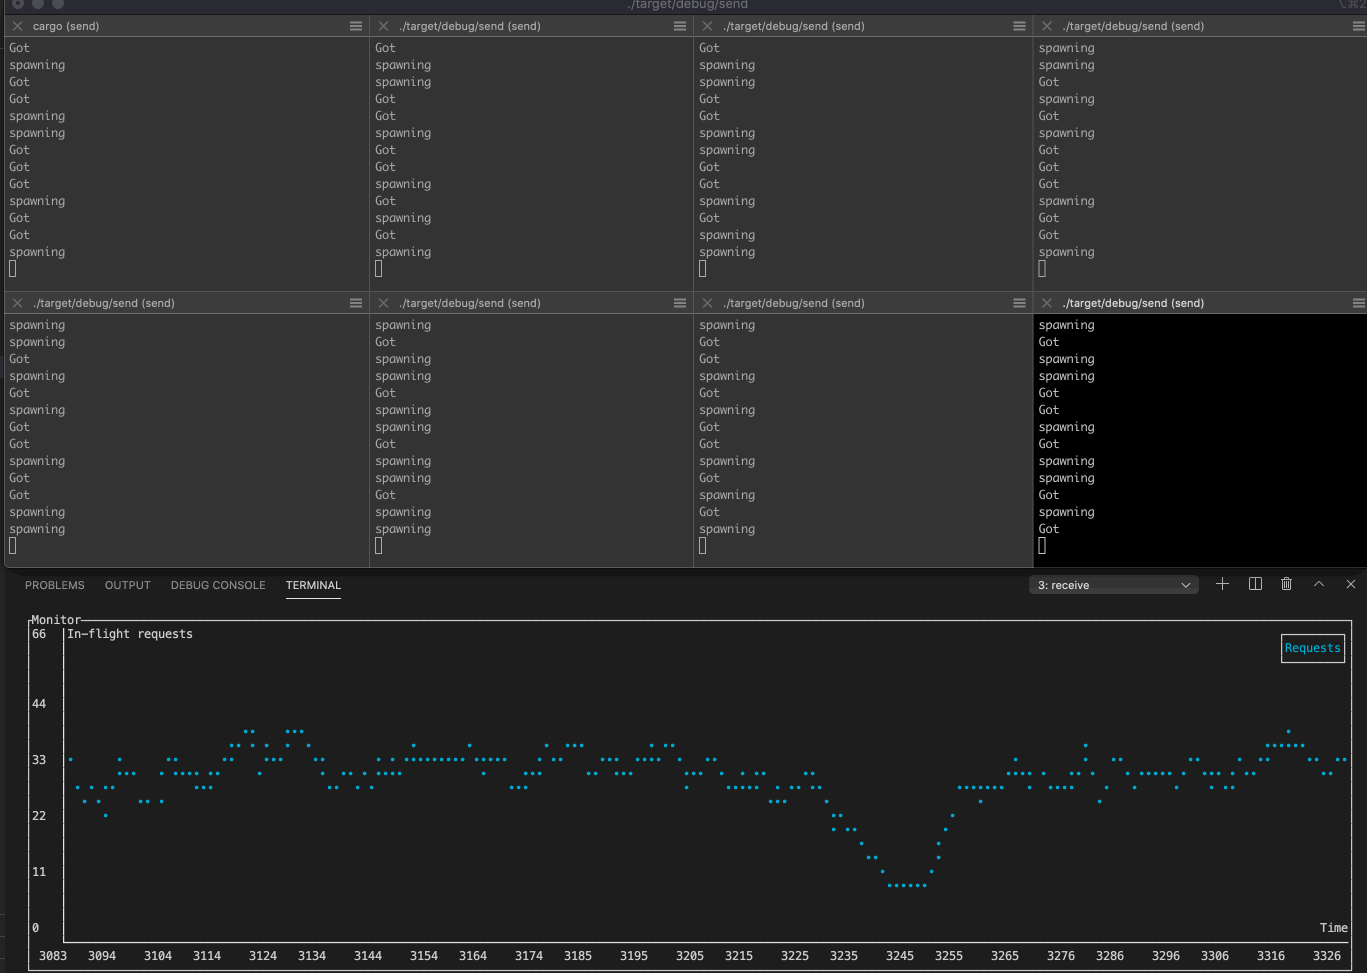 ./target/debug/send
cargo (send)
Got
spawning
Got
Got
spawning
spawning
Got
Got
Got
spawning
Got
Got
spawning
./target/debug/send (send)
Got
spawning
spawning
Got
Got
spawning
Got
Got
spawning
Got
spawning
Got
spawning
./target/debug/send (send)
Got
spawning
spawning
Got
Got
spawning
spawning
Got
Got
spawning
Got
spawning
spawning
./target/debug/send (send)
spawning
spawning
Got
spawning
Got
spawning
Got
Got
Got
spawning
Got
Got
spawning
./target/debug/send (send)
spawning
spawning
Got
spawning
Got
spawning
Got
Got
spawning
Got
Got
spawning
spawning
./target/debug/send (send)
spawning
Got
spawning
spawning
Got
spawning
spawning
Got
spawning
spawning
Got
spawning
spawning
./target/debug/send (send)
spawning
Got
Got
spawning
Got
spawning
spawning
Got
spawning
Got
spawning
Got
spawning
./target/debug/send (send)
spawning
Got
spawning
spawning
Got
Got
spawning
Got
spawning
spawning
Got
spawning
Got
PROBLEMS OUTPUT DEBUG CONSOLE TERMINAL 3: receive
Monitor
66 In-flight requests
Requests
44
33
22
11
0 Time
3083 3094 3104 3114 3124 3134 3144 3154 3164 3174 3185 3195 3205 3215 3225 3235 3245 3255 3265 3276 3286 3296 3306 3316 3326